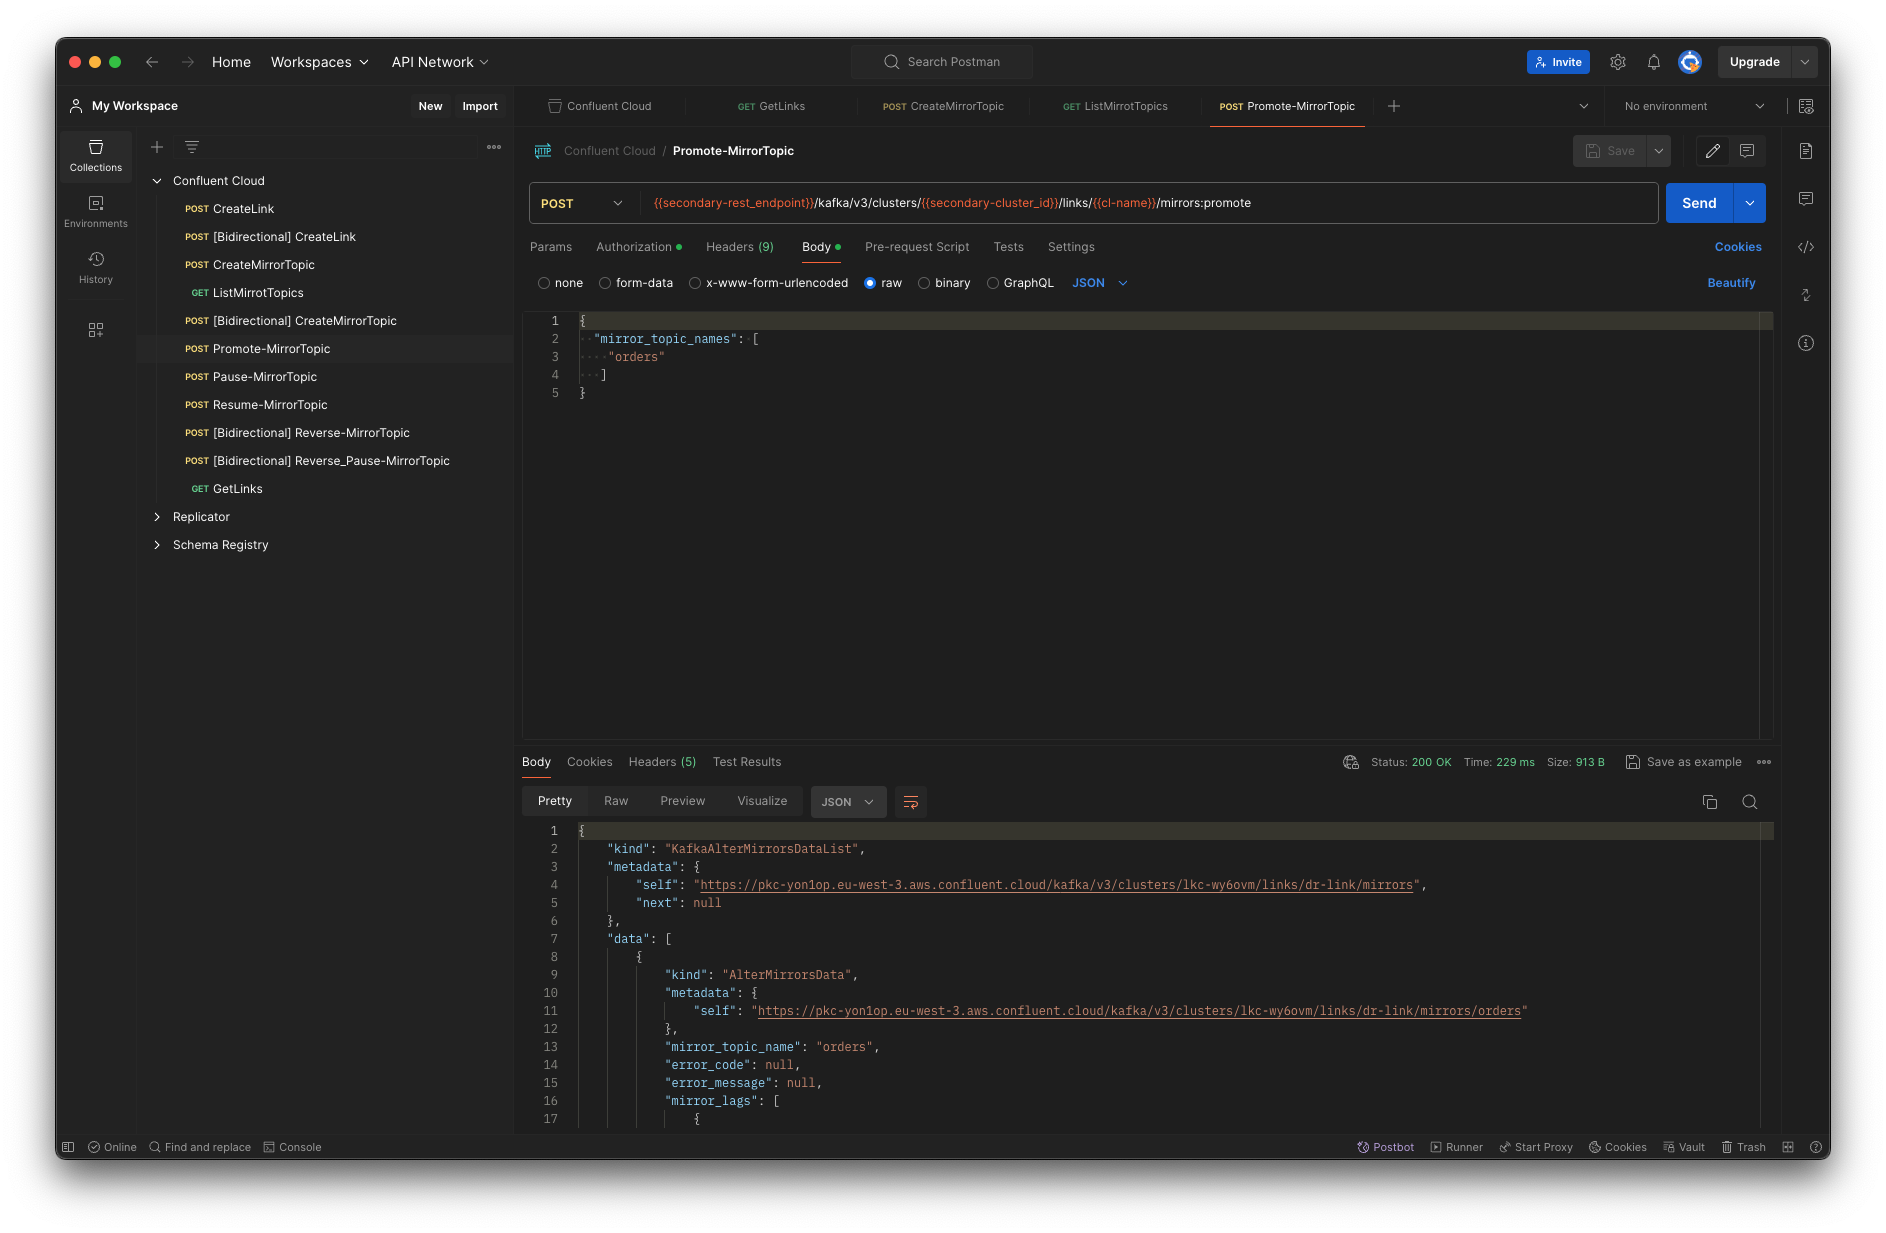 Home Workspaces API Network Search Postman Invite Upgrade
My Workspace New Import
Confluent Cloud GET GetLinks POST CreateMirrorTopic GET ListMirrotTopics POST Promote-MirrorTopic No environment
Collections
Environments
History
Confluent Cloud
POST CreateLink
POST [Bidirectional] CreateLink
POST CreateMirrorTopic
GET ListMirrotTopics
POST [Bidirectional] CreateMirrorTopic
POST Promote-MirrorTopic
POST Pause-MirrorTopic
POST Resume-MirrorTopic
POST [Bidirectional] Reverse-MirrorTopic
POST [Bidirectional] Reverse_Pause-MirrorTopic
GET GetLinks
Replicator
Schema Registry
HTTP Confluent Cloud / Promote-MirrorTopic Save
POST {{secondary-rest_endpoint}}/kafka/v3/clusters/{{secondary-cluster_id}}/links/{{cl-name}}/mirrors:promote Send
Params Authorization Headers (9) Body Pre-request Script Tests Settings Cookies
none form-data x-www-form-urlencoded raw binary GraphQL JSON Beautify
1 {
2 "mirror_topic_names": [
3 "orders"
4 ]
5 }
Body Cookies Headers (5) Test Results Status: 200 OK Time: 229 ms Size: 913 B Save as example
Pretty Raw Preview Visualize JSON
1 {
2 "kind": "KafkaAlterMirrorsDataList",
3 "metadata": {
4 "self": "https://pkc-yon1op.eu-west-3.aws.confluent.cloud/kafka/v3/clusters/lkc-wy6ovm/links/dr-link/mirrors",
5 "next": null
6 },
7 "data": [
8 {
9 "kind": "AlterMirrorsData",
10 "metadata": {
11 "self": "https://pkc-yon1op.eu-west-3.aws.confluent.cloud/kafka/v3/clusters/lkc-wy6ovm/links/dr-link/mirrors/orders"
12 },
13 "mirror_topic_name": "orders",
14 "error_code": null,
15 "error_message": null,
16 "mirror_lags": [
17 {
Online Find and replace Console Postbot Runner Start Proxy Cookies Vault Trash